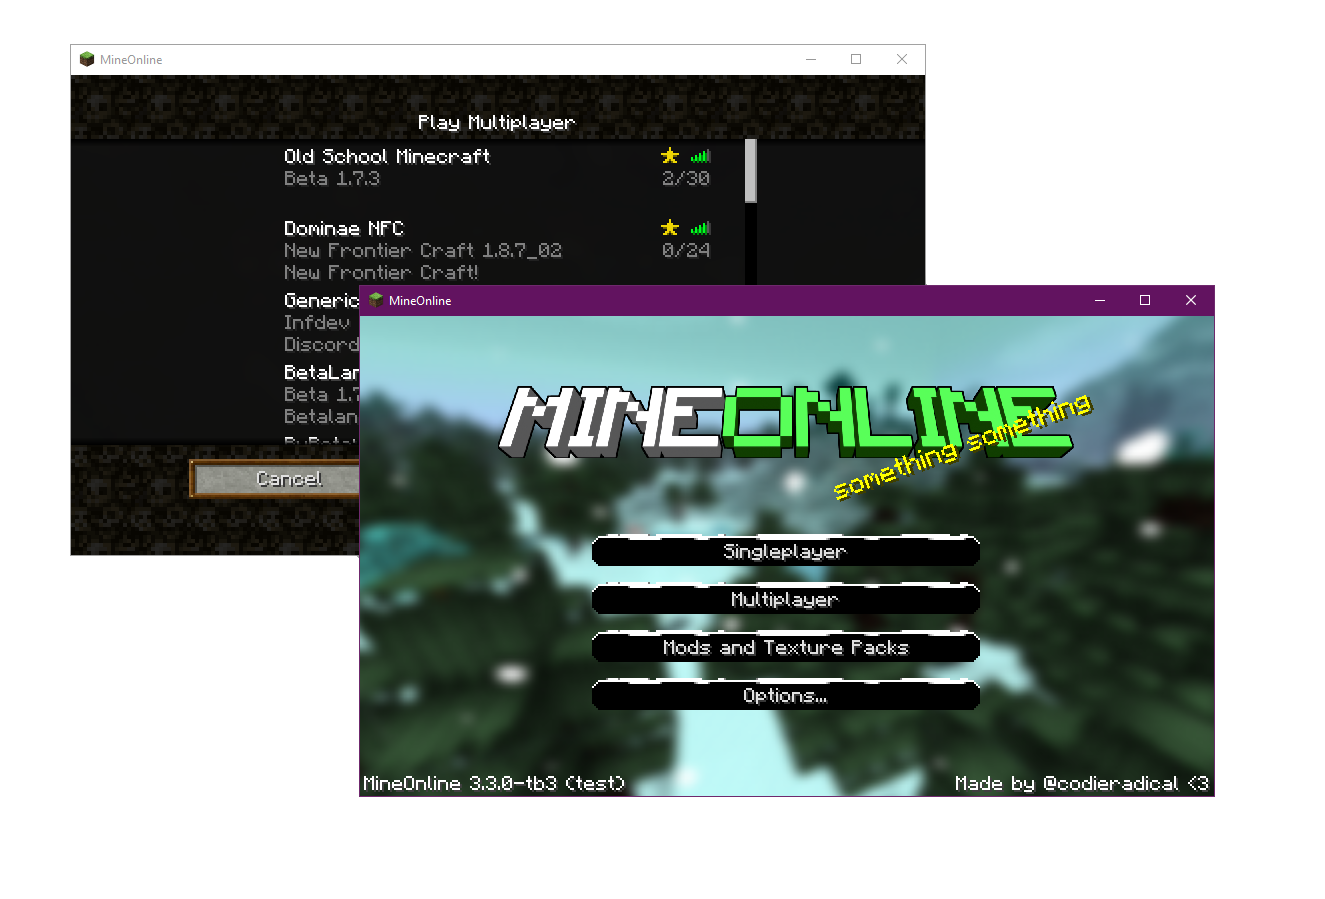 MineOnline
Play Multiplayer
Old School Minecraft
Beta 1.7.3
2/30
Dominae NFC
New Frontier Craft 1.8.7_02
0/24
New Frontier Craft!
Generic
Infdev
Discord
BetaLan
Beta 1.7
Betalan
Cancel
MineOnline
MINEONLINE
something something
Singleplayer
Multiplayer
Mods and Texture Packs
Options...
MineOnline 3.3.0-tb3 (test)
Made by @codieradical <3